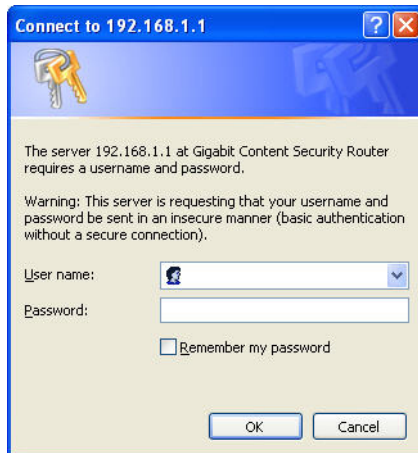 Connect to 192.168.1.1
The server 192.168.1.1 at Gigabit Content Security Router
requires a username and password.
Warning: This server is requesting that your username and
password be sent in an insecure manner (basic authentication
without a secure connection).
User name:
Password:
Remember my password
OK Cancel